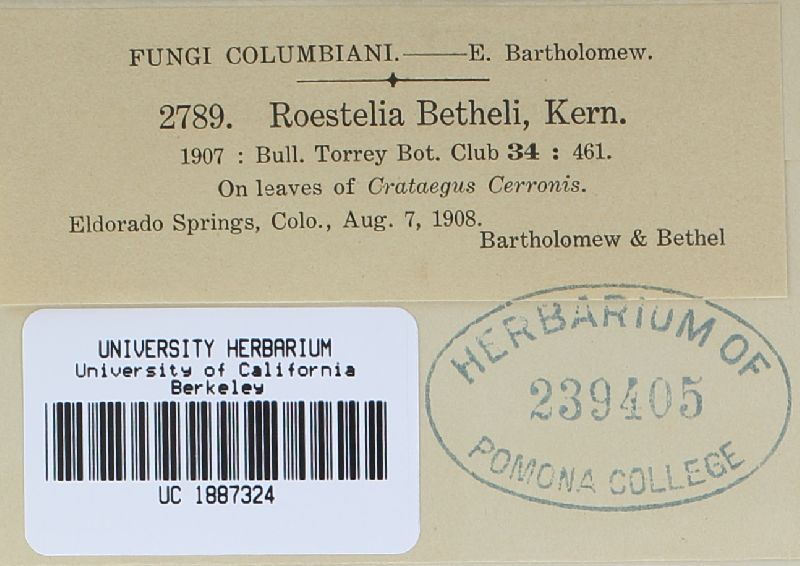 FUNGI COLUMBIANI.——E. Bartholomew.
2789. Roestelia Betheli, Kern.
1907 : Bull. Torrey Bot. Club 34 : 461.
On leaves of Crataegus Cerronis.
Eldorado Springs, Colo., Aug. 7, 1908.
Bartholomew & Bethel
UNIVERSITY HERBARIUM
University of California
Berkeley
UC 1887324
HERBARIUM OF
239405
POMONA COLLEGE